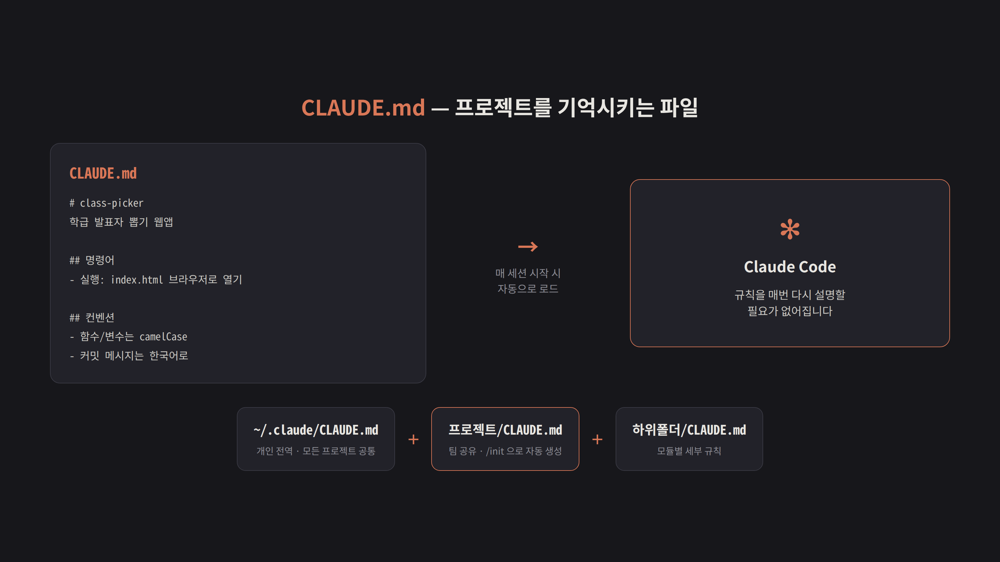 CLAUDE.md — 프로젝트를 기억시키는 파일
CLAUDE.md
# class-picker
학급 발표자 뽑기 웹앱
## 명령어
- 실행: index.html 브라우저로 열기
## 컨벤션
- 함수/변수는 camelCase
- 커밋 메시지는 한국어로
→
매 세션 시작 시
자동으로 로드
✻
Claude Code
규칙을 매번 다시 설명할
필요가 없어집니다
~/.claude/CLAUDE.md
개인 전역 · 모든 프로젝트 공통
+
프로젝트/CLAUDE.md
팀 공유 · /init 으로 자동 생성
+
하위폴더/CLAUDE.md
모듈별 세부 규칙